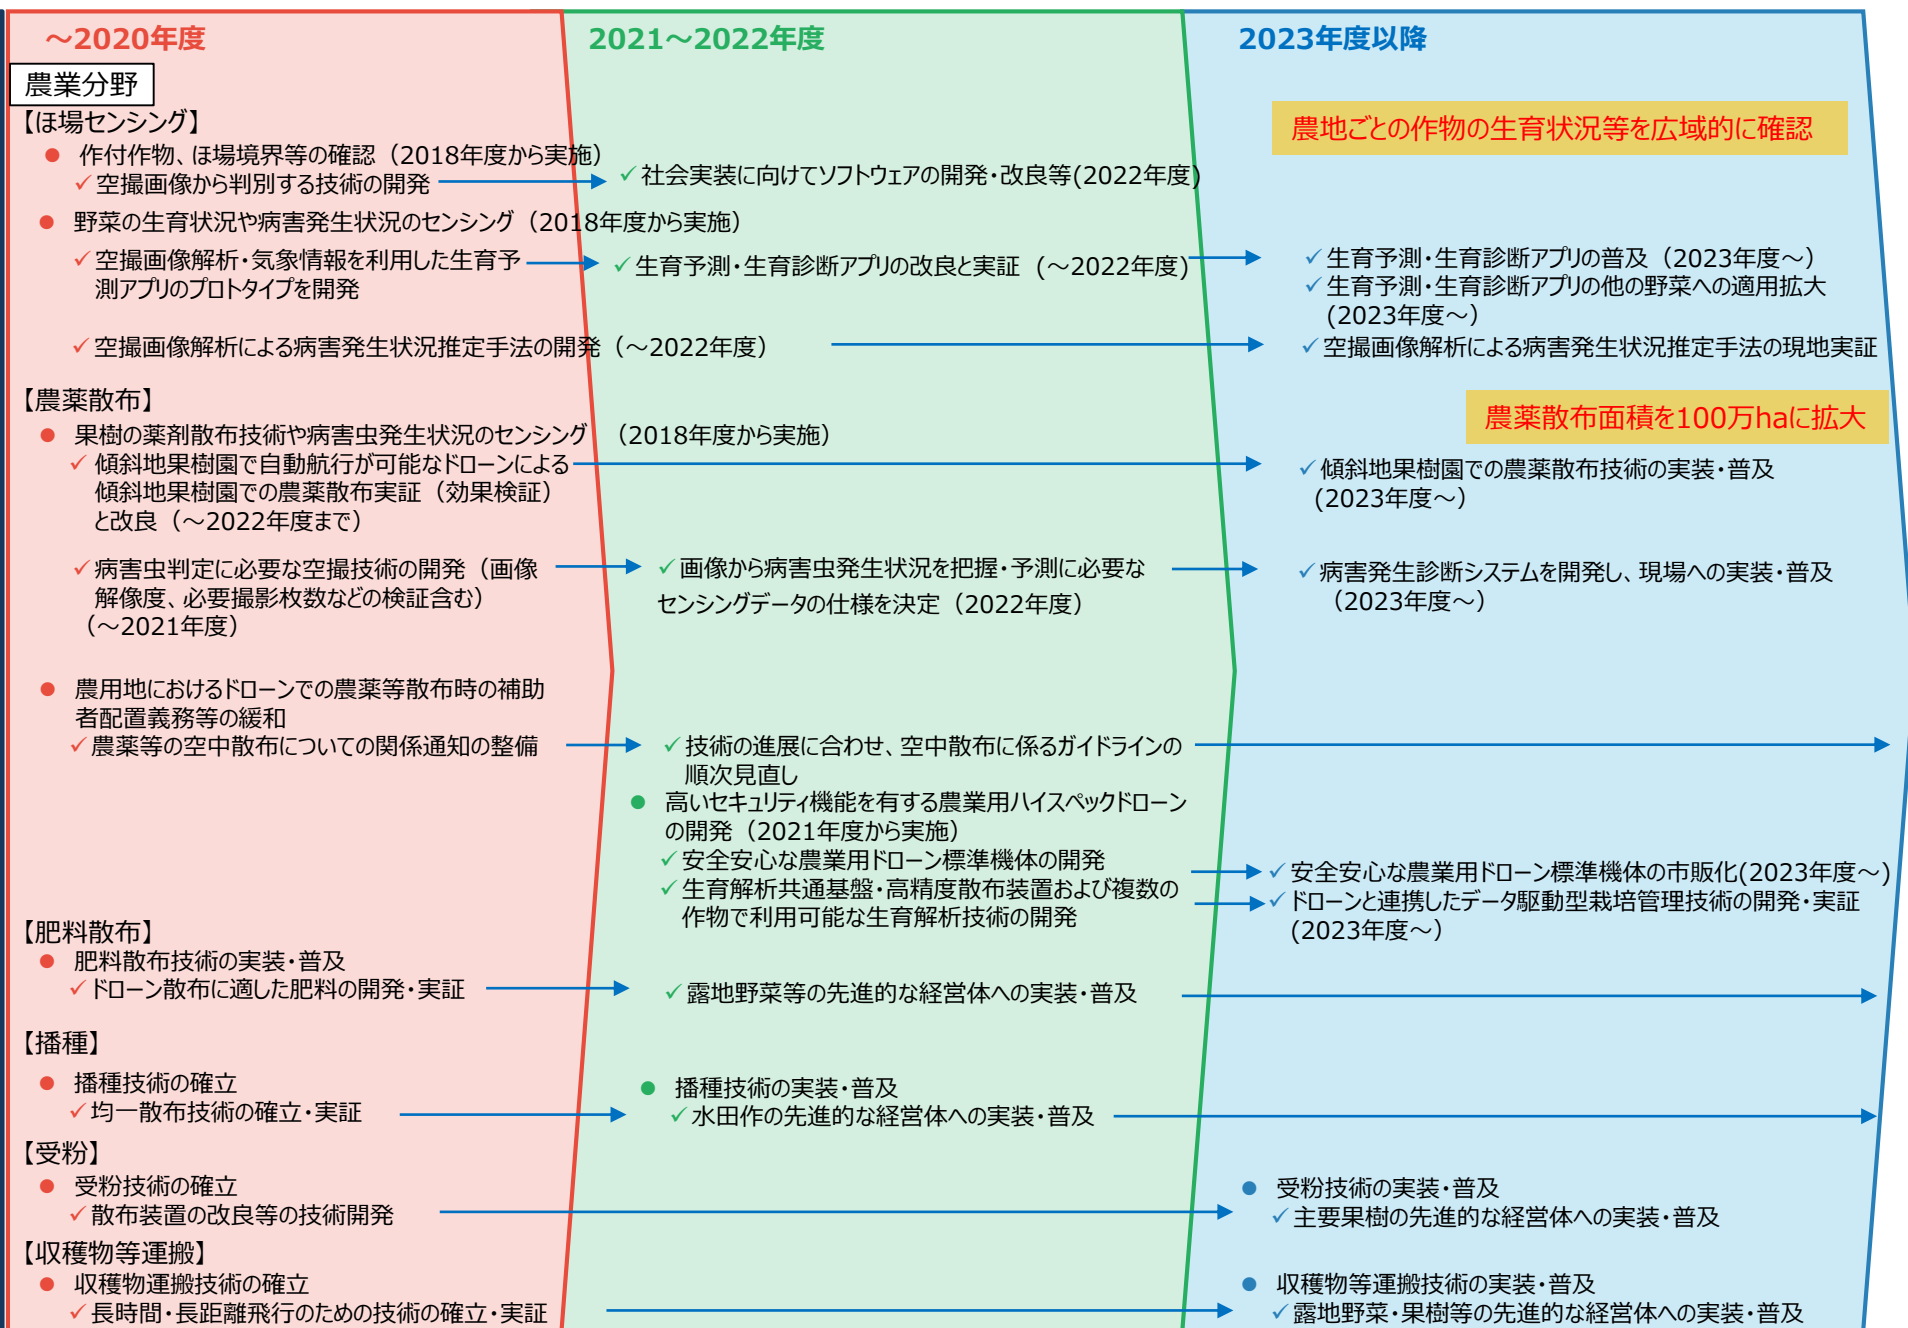 ～2020年度
2021～2022年度
2023年度以降
農業分野
【ほ場センシング】
農地ごとの作物の生育状況等を広域的に確認
● 作付作物、ほ場境界等の確認（2018年度から実施）
✓空撮画像から判別する技術の開発
✓社会実装に向けてソフトウェアの開発・改良等(2022年度)
● 野菜の生育状況や病害発生状況のセンシング（2018年度から実施）
✓空撮画像解析・気象情報を利用した生育予
測アプリのプロトタイプを開発
✓生育予測・生育診断アプリの改良と実証（～2022年度)
✓生育予測・生育診断アプリの普及（2023年度～）
✓生育予測・生育診断アプリの他の野菜への適用拡大
(2023年度～）
✓空撮画像解析による病害発生状況推定手法の開発（～2022年度）
✓空撮画像解析による病害発生状況推定手法の現地実証
【農薬散布】
農薬散布面積を100万haに拡大
● 果樹の薬剤散布技術や病害虫発生状況のセンシング （2018年度から実施）
✓傾斜地果樹園で自動航行が可能なドローンによる
傾斜地果樹園での農薬散布実証（効果検証）
と改良（～2022年度まで）
✓傾斜地果樹園での農薬散布技術の実装・普及
(2023年度～）
✓病害虫判定に必要な空撮技術の開発（画像
解像度、必要撮影枚数などの検証含む）
（～2021年度）
✓画像から病害虫発生状況を把握・予測に必要な
センシングデータの仕様を決定（2022年度）
✓病害発生診断システムを開発し、現場への実装・普及
（2023年度～）
● 農用地におけるドローンでの農薬等散布時の補助
者配置義務等の緩和
✓農薬等の空中散布についての関係通知の整備
✓技術の進展に合わせ、空中散布に係るガイドラインの
順次見直し
● 高いセキュリティ機能を有する農業用ハイスペックドローン
の開発（2021年度から実施）
✓安全安心な農業用ドローン標準機体の開発
✓生育解析共通基盤・高精度散布装置および複数の
作物で利用可能な生育解析技術の開発
✓安全安心な農業用ドローン標準機体の市販化(2023年度～)
✓ドローンと連携したデータ駆動型栽培管理技術の開発・実証
(2023年度～）
【肥料散布】
● 肥料散布技術の実装・普及
✓ドローン散布に適した肥料の開発・実証
✓露地野菜等の先進的な経営体への実装・普及
【播種】
● 播種技術の確立
✓均一散布技術の確立・実証
● 播種技術の実装・普及
✓水田作の先進的な経営体への実装・普及
【受粉】
● 受粉技術の確立
✓散布装置の改良等の技術開発
● 受粉技術の実装・普及
✓主要果樹の先進的な経営体への実装・普及
【収穫物等運搬】
● 収穫物運搬技術の確立
✓長時間・長距離飛行のための技術の確立・実証
● 収穫物等運搬技術の実装・普及
✓露地野菜・果樹等の先進的な経営体への実装・普及